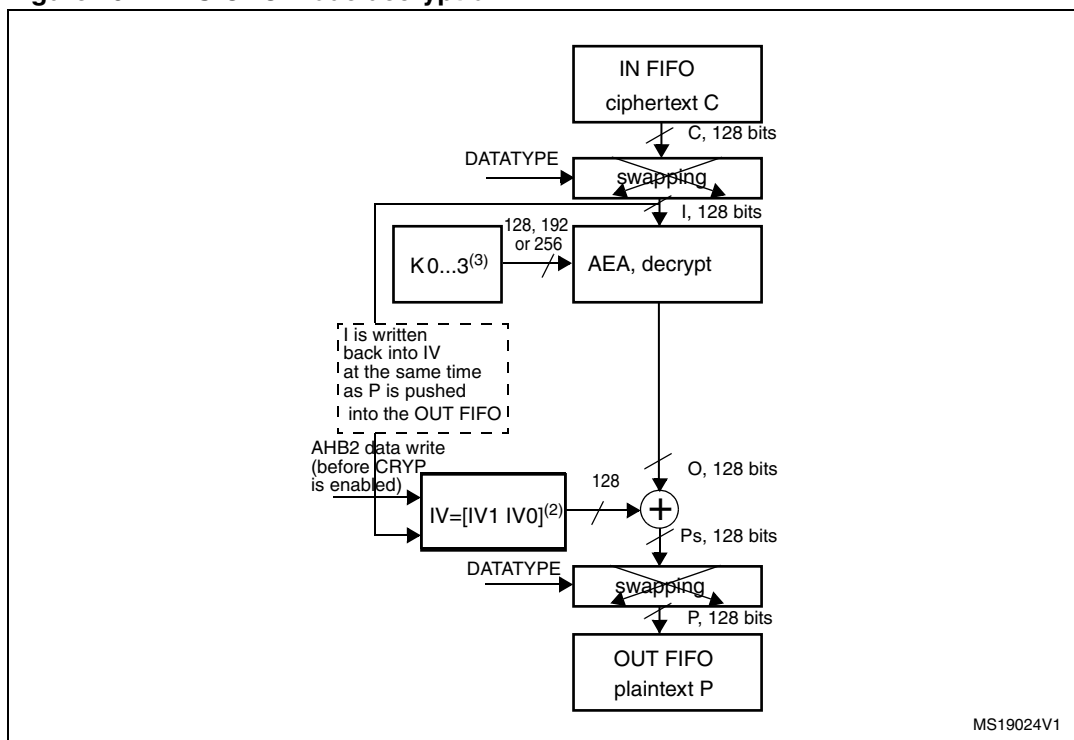 IN FIFO
ciphertext C
C, 128 bits
DATATYPE
swapping
I, 128 bits
128, 192
or 256
K 0...3(3)
AEA, decrypt
I is written
back into IV
at the same time
as P is pushed
into the OUT FIFO
AHB2 data write
(before CRYP
is enabled)
IV=[IV1 IV0](2)
128
O, 128 bits
+
Ps, 128 bits
DATATYPE
swapping
P, 128 bits
OUT FIFO
plaintext P
MS19024V1